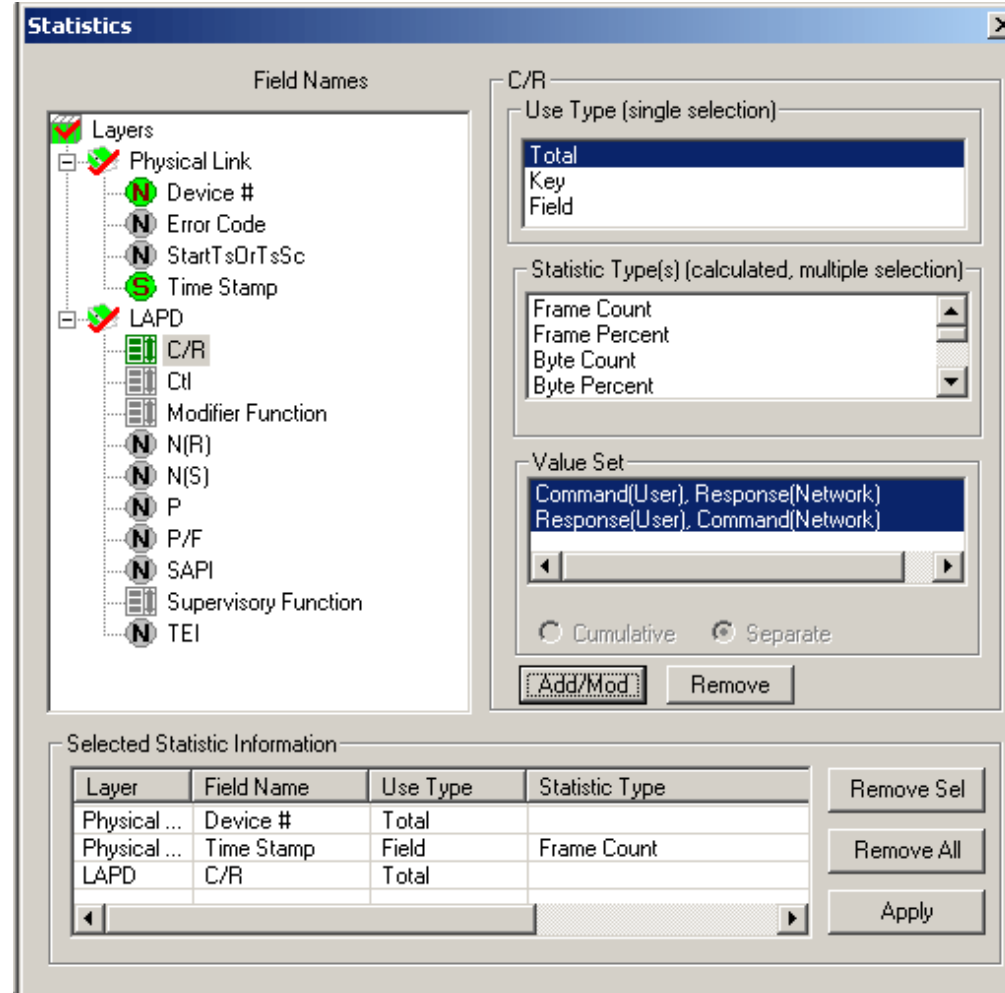 Statistics
Field Names
Layers
Physical Link
N Device #
N Error Code
N StartTsOrTsSc
S Time Stamp
LAPD
C/R
Ctl
Modifier Function
N N(R)
N N(S)
N P
N P/F
N SAPI
Supervisory Function
N TEI
C/R
Use Type (single selection)
Total
Key
Field
Statistic Type(s) (calculated, multiple selection)
Frame Count
Frame Percent
Byte Count
Byte Percent
Value Set
Command(User), Response(Network)
Response(User), Command(Network)
Cumulative Separate
Add/Mod Remove
Selected Statistic Information
Layer Field Name Use Type Statistic Type
Physical ... Device # Total
Physical ... Time Stamp Field Frame Count
LAPD C/R Total
Remove Sel
Remove All
Apply